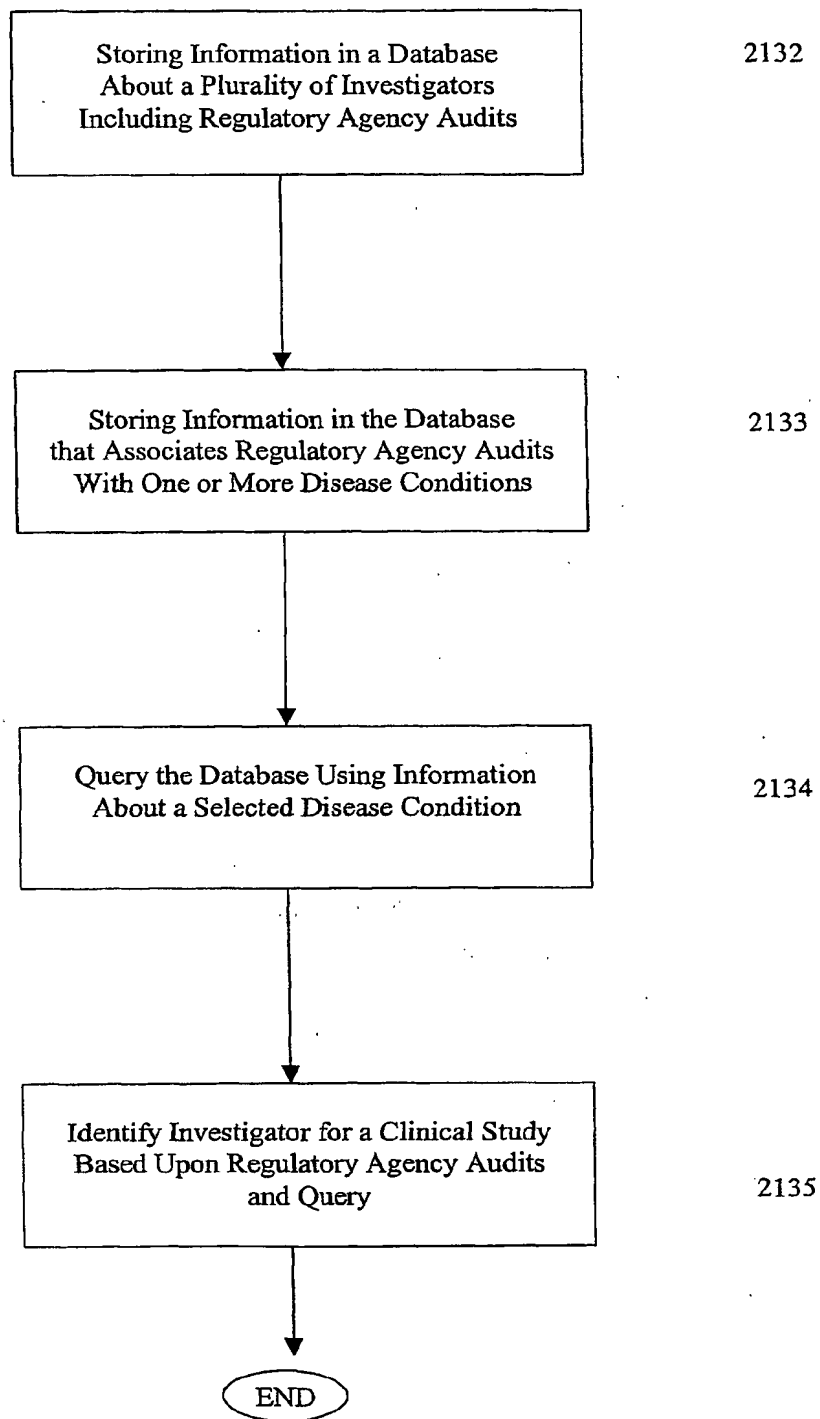 Storing Information in a Database
About a Plurality of Investigators
Including Regulatory Agency Audits
2132
Storing Information in the Database
that Associates Regulatory Agency Audits
With One or More Disease Conditions
2133
Query the Database Using Information
About a Selected Disease Condition
2134
Identify Investigator for a Clinical Study
Based Upon Regulatory Agency Audits
and Query
2135
END